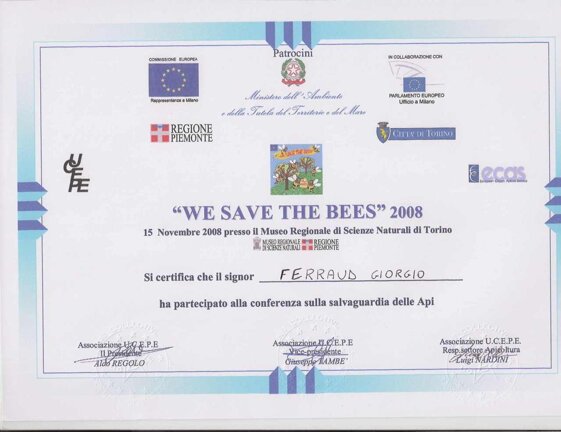 Patrocini
COMMISSIONE EUROPEA
Rappresentanza a Milano
Ministero dell'Ambiente
e della Tutela del Territorio e del Mare
IN COLLABORAZIONE CON
PARLAMENTO EUROPEO
Ufficio a Milano
REGIONE
PIEMONTE
CITTÀ DI TORINO
UCEPE
ecas
"WE SAVE THE BEES" 2008
15 Novembre 2008 presso il Museo Regionale di Scienze Naturali di Torino
MUSEO REGIONALE
DI SCIENZE NATURALI
REGIONE
PIEMONTE
Si certifica che il signor FERRAUD GIORGIO
ha partecipato alla conferenza sulla salvaguardia delle Api
Associazione U.C.E.P.E
Il Presidente
Aldo REGOLO
Associazione U.C.E.P.E
Vice-presidente
Giuseppe BAMBE'
Associazione U.C.E.P.E
Resp.settore Apicoltura
Luigi NARDINI